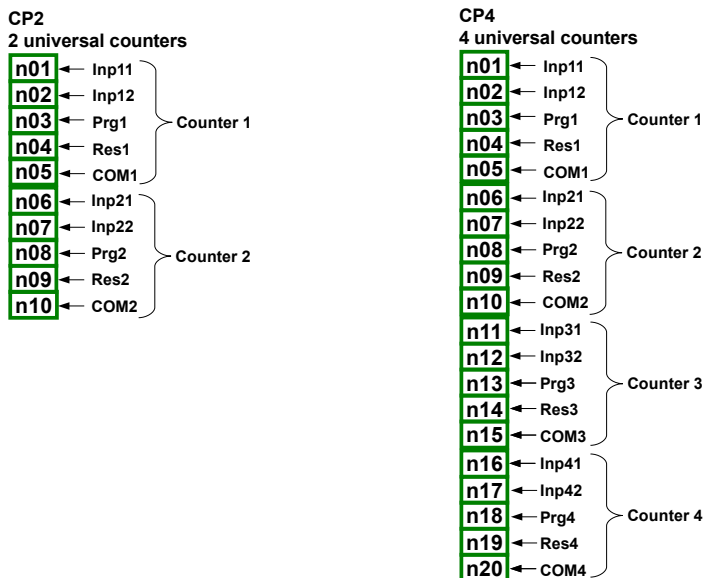 CP2
2 universal counters
n01 Inp11
n02 Inp12
n03 Prg1
Counter 1
n04 Res1
n05 COM1
n06 Inp21
n07 Inp22
n08 Prg2
Counter 2
n09 Res2
n10 COM2
CP4
4 universal counters
n01 Inp11
n02 Inp12
n03 Prg1
Counter 1
n04 Res1
n05 COM1
n06 Inp21
n07 Inp22
n08 Prg2
Counter 2
n09 Res2
n10 COM2
n11 Inp31
n12 Inp32
n13 Prg3
Counter 3
n14 Res3
n15 COM3
n16 Inp41
n17 Inp42
n18 Prg4
Counter 4
n19 Res4
n20 COM4